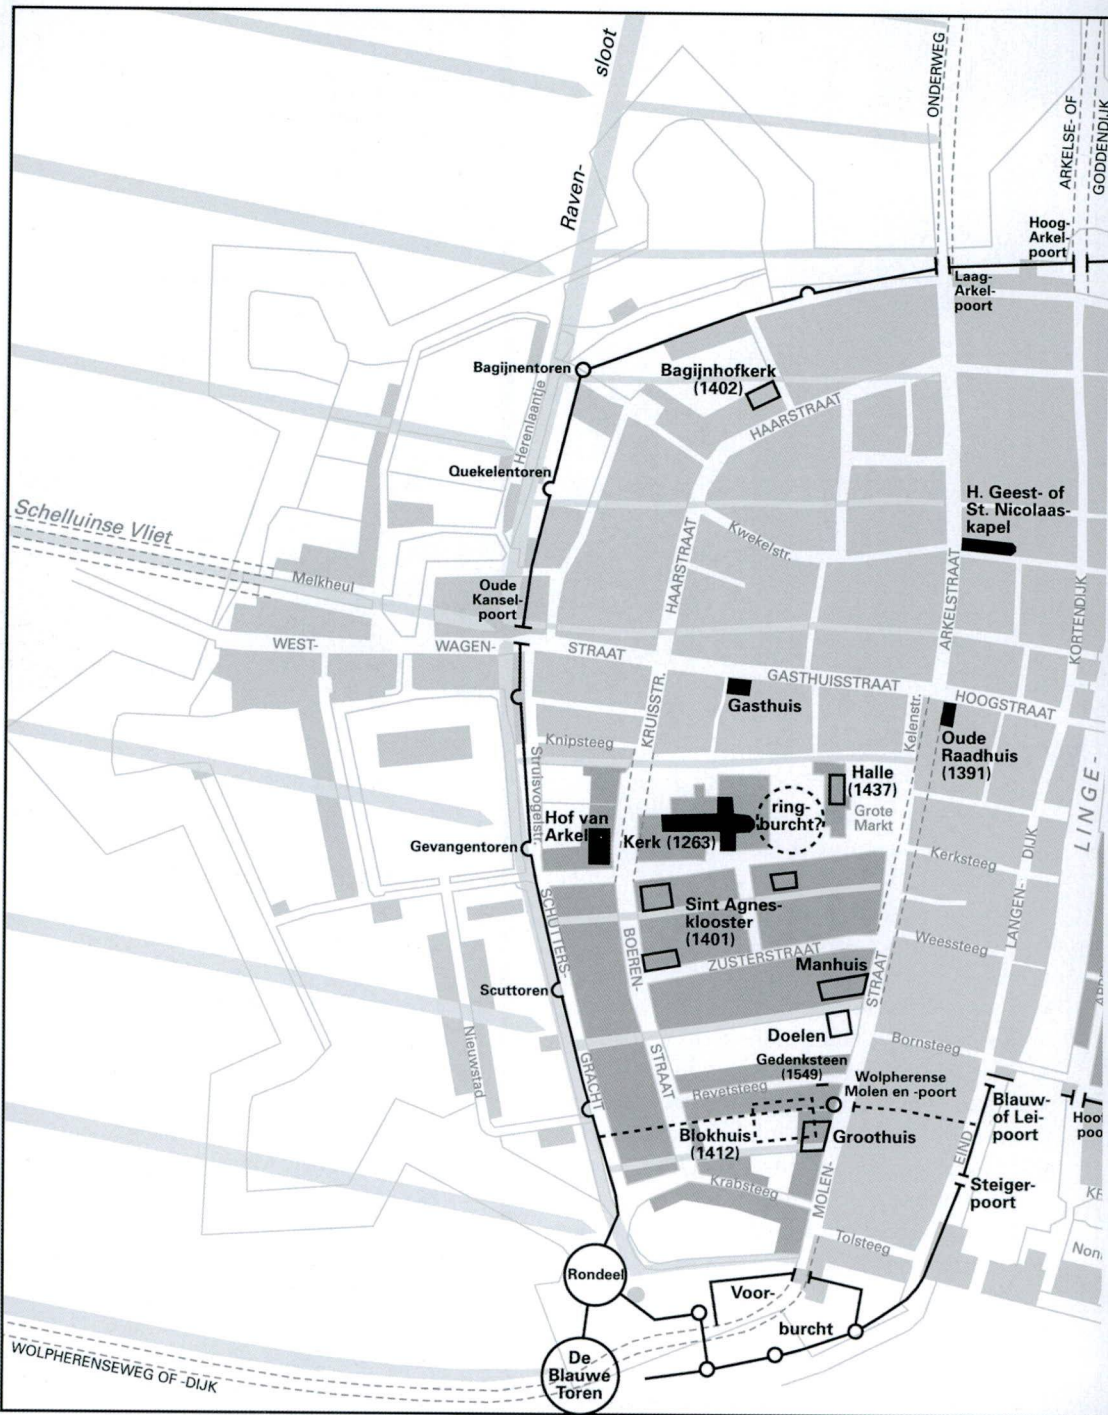 sloot
Raven-
ONDERWEG
ARKELSE- OF
GODDENDIJK
Hoog-
Arkel-
poort
Laag-
Arkel-
poort
Bagijnentoren
Bagijnhofkerk
(1402)
HAARSTRAAT
Herenlaantje
Quekelentoren
H. Geest- of
St. Nicolaas-
kapel
Schelluinse Vliet
Kwekelstr.
HAARSTRAAT
ARKELSTRAAT
KORTENDIJK
Melkheul
Oude
Kansel-
poort
WEST-
WAGEN-
STRAAT
GASTHUISSTRAAT
HOOGSTRAAT
KRUISSTR.
Gasthuis
Kelenstr.
Oude
Raadhuis
(1391)
Knipsteeg
Struisvogelstr.
Halle
(1437)
Grote
Markt
LINGE-
ring-
burcht?
Hof van
Arkel
Kerk (1263)
Gevangentoren
Kerksteeg
DIJK
LANGEN-
Sint Agnes-
klooster
(1401)
SCHUTTERS-
BOEREN-
ZUSTERSTRAAT
Weessteeg
Manhuis
STRAAT
Scuttoren
Doelen
Nieuwstad
GRACHT
STRAAT
Bornsteeg
Gedenksteen
(1549)
Revetsteeg
Wolpherense
Molen en -poort
Blauw-
of Lei-
poort
Blokhuis
(1412)
Groothuis
EIND
Steiger-
poort
Krabsteeg
MOLEN-
Tolsteeg
Rondeel
Voor-
burcht
WOLPHERENSEWEG OF -DIJK
De
Blauwe
Toren